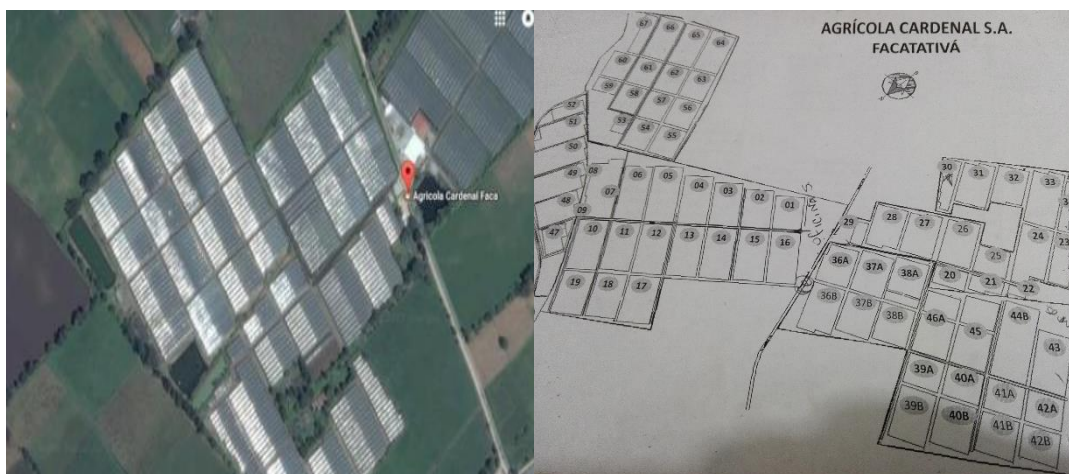 Agrícola Cardenal Faca
AGRÍCOLA CARDENAL S.A.
FACATATIVÁ
67 66 65 64
60 61 62 63
59 58 57 56
53 54 55
52
51
50
49
48
47
08 07 06 05 04 03 02 01
09
10 11 12 13 14 15 16
19 18 17
OFICINAS
29 28 27 26 25
30 31 32 33
24 23
22
21
20
36A 37A 38A
36B 37B 38B
46A 45 44B 43
39A 40A 41A 42A
39B 40B 41B 42B